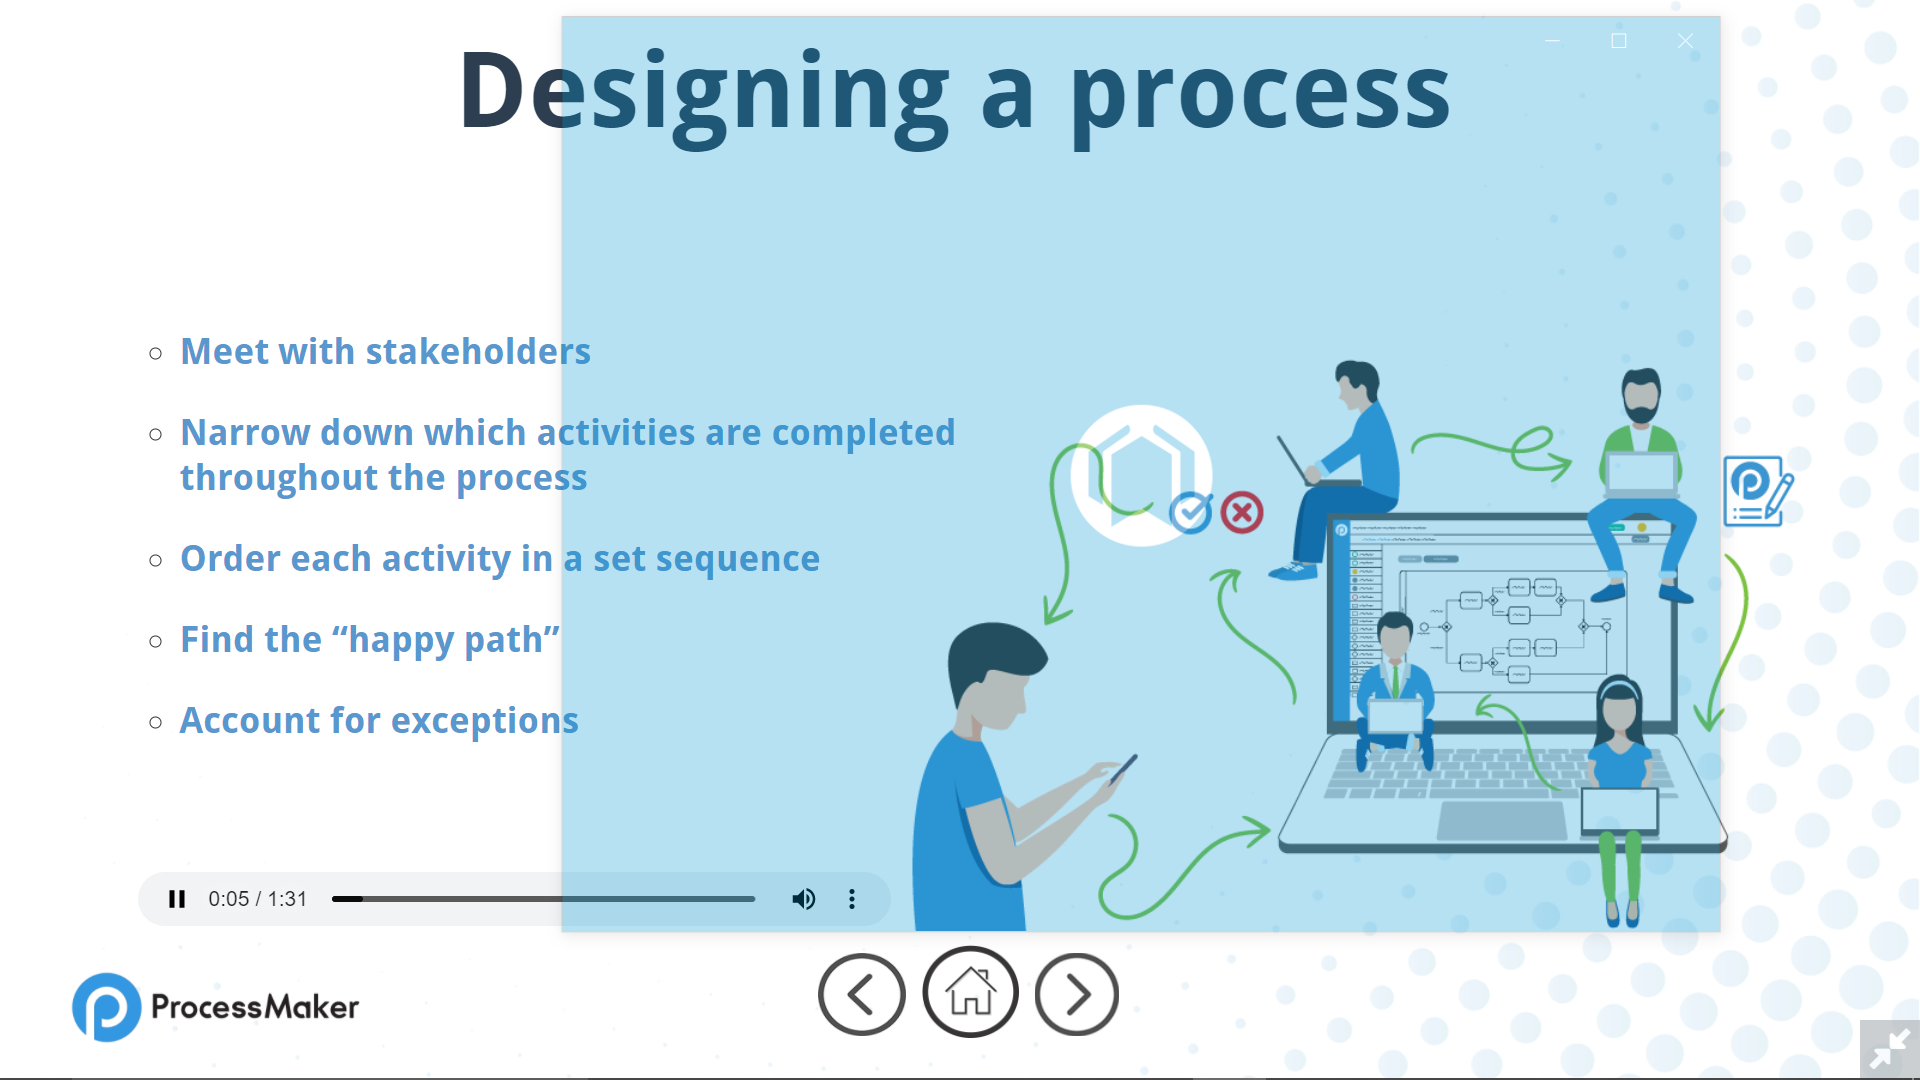 Designing a process
Meet with stakeholders
Narrow down which activities are completed
throughout the process
Order each activity in a set sequence
Find the “happy path”
Account for exceptions
0:05 / 1:31
ProcessMaker